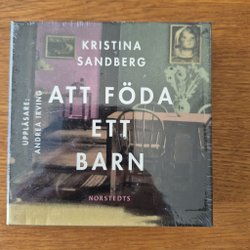 KRISTINA
SANDBERG
UPPLÄSARE:
ANDREA IRVING
ATT FÖDA
ETT
BARN
NORSTEDTS